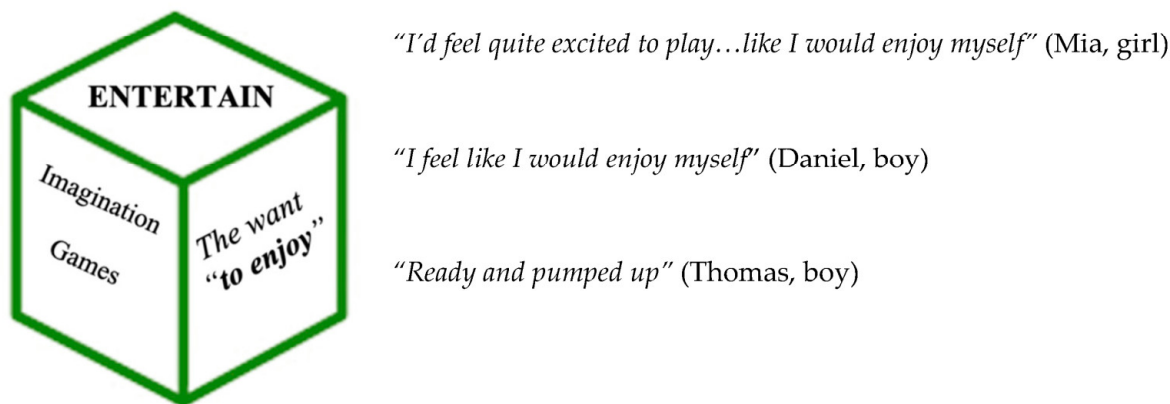 ENTERTAIN
Imagination
Games
The want
“to enjoy”
“I’d feel quite excited to play…like I would enjoy myself” (Mia, girl)
“I feel like I would enjoy myself” (Daniel, boy)
“Ready and pumped up” (Thomas, boy)